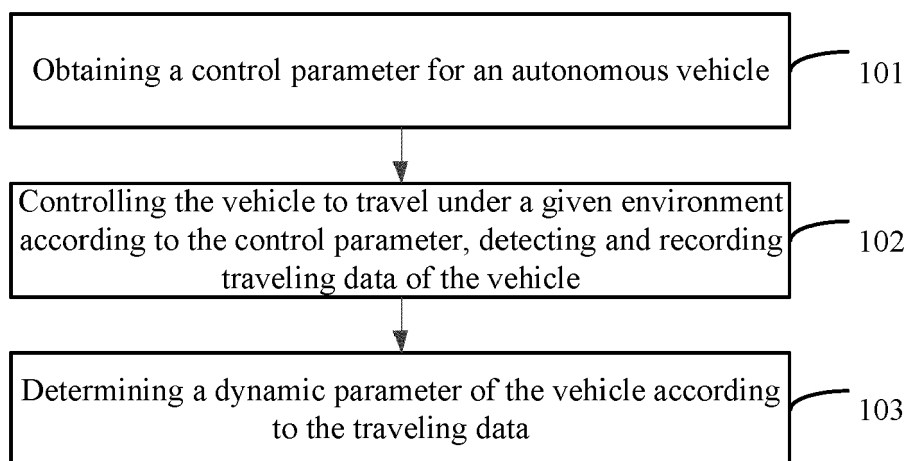 Obtaining a control parameter for an autonomous vehicle
101
Controlling the vehicle to travel under a given environment
according to the control parameter, detecting and recording
traveling data of the vehicle
102
Determining a dynamic parameter of the vehicle according
to the traveling data
103